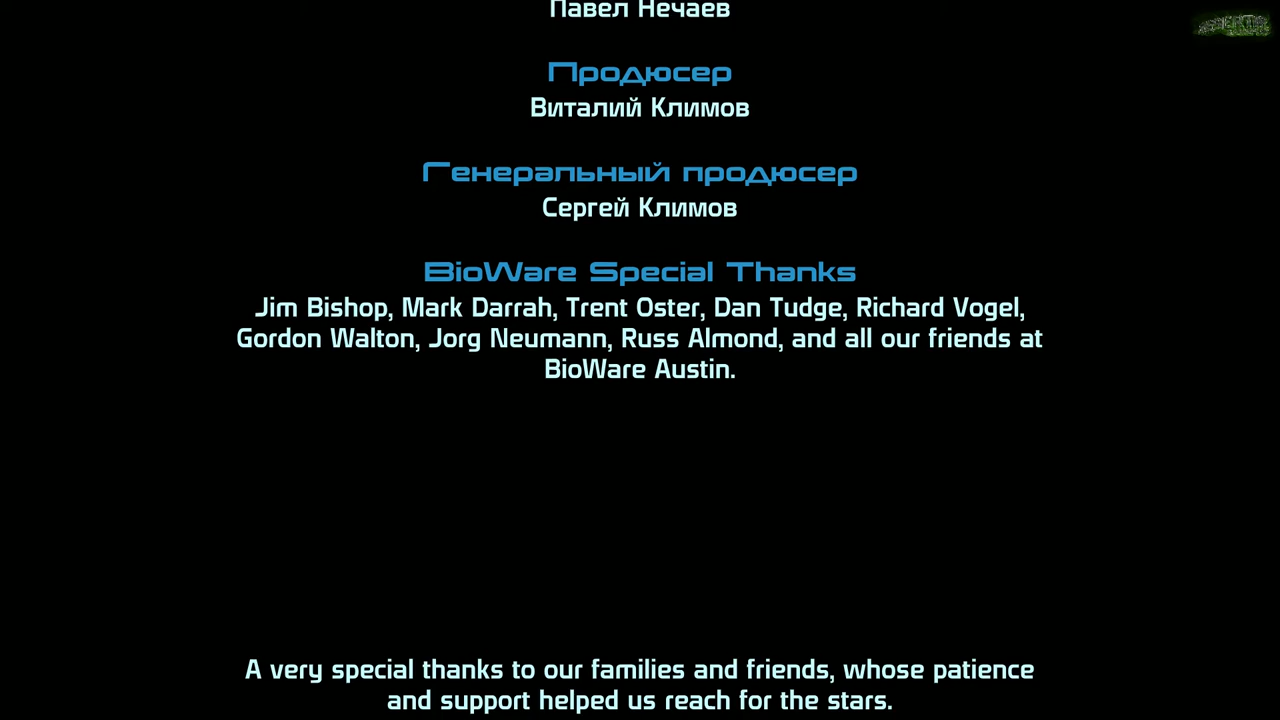 Павел Нечаев
Продюсер
Виталий Климов
Генеральный продюсер
Сергей Климов
BioWare Special Thanks
Jim Bishop, Mark Darrah, Trent Oster, Dan Tudge, Richard Vogel,
Gordon Walton, Jorg Neumann, Russ Almond, and all our friends at
BioWare Austin.
A very special thanks to our families and friends, whose patience
and support helped us reach for the stars.